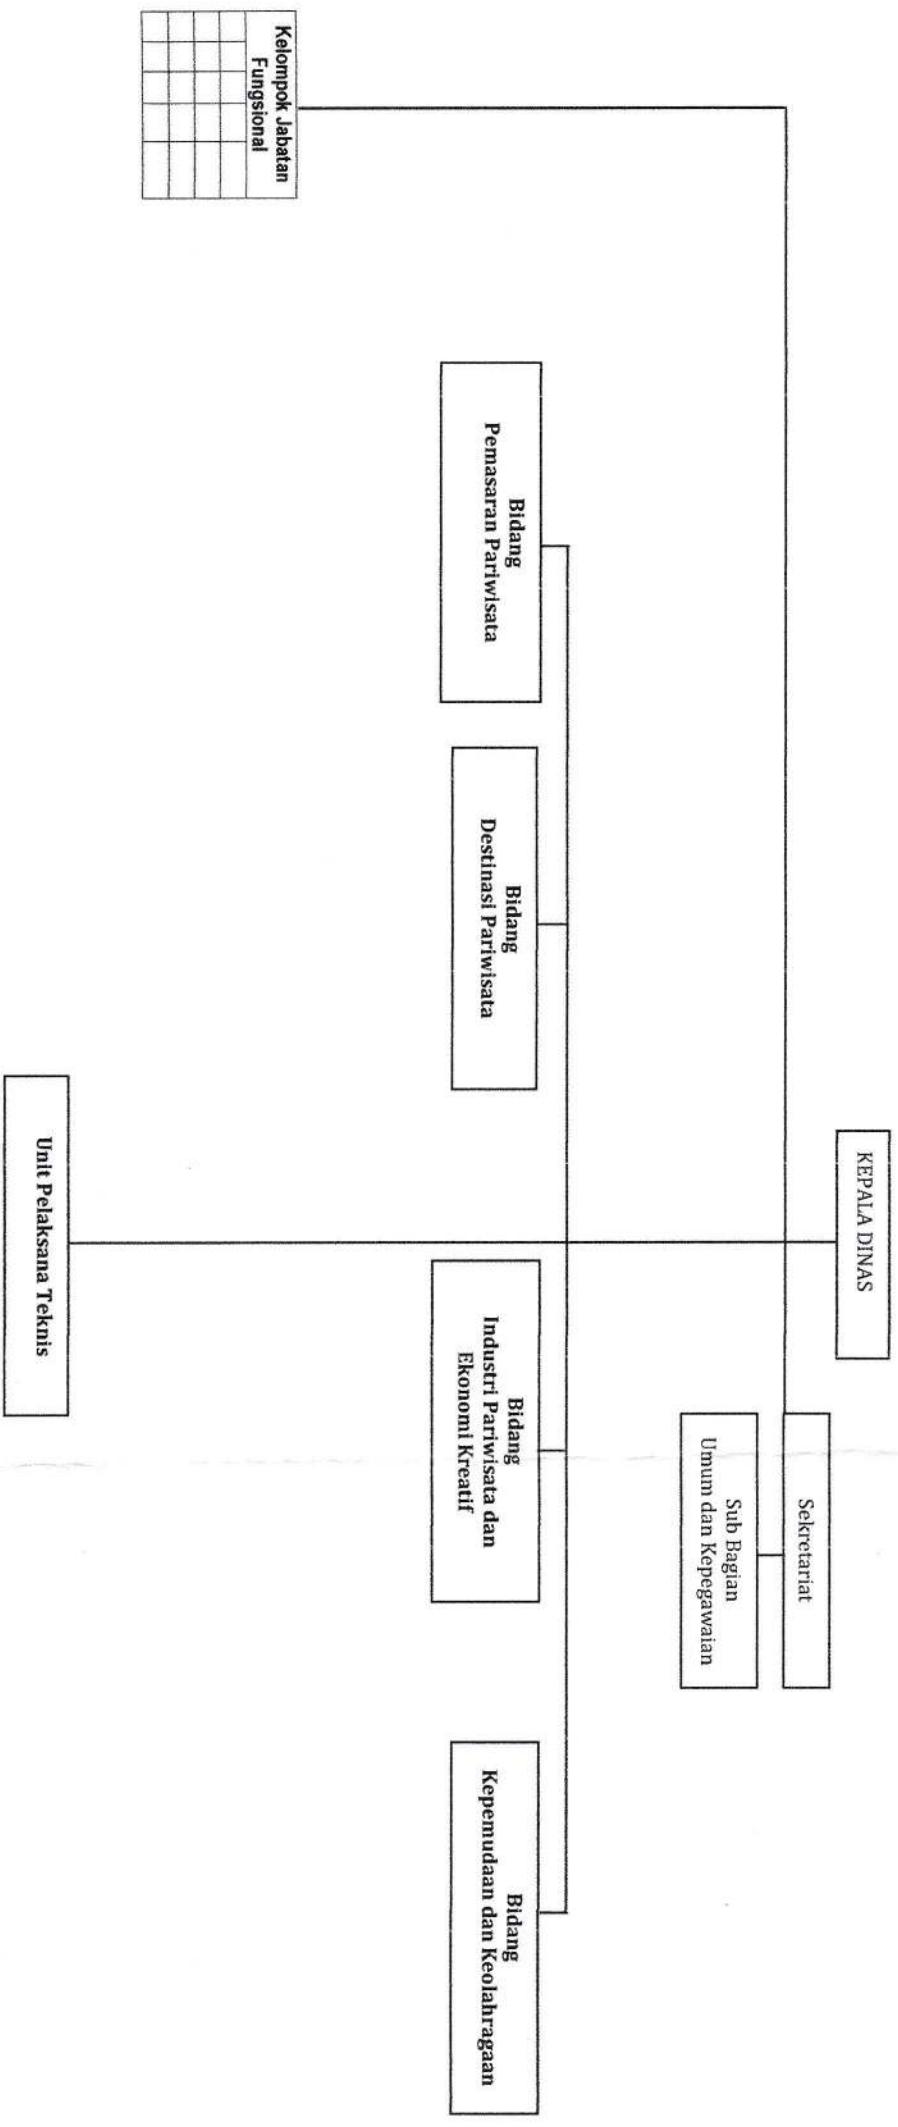 KEPALA DINAS
Sekretariat
Sub Bagian
Umum dan Kepegawaian
Kelompok Jabatan
Fungsional
Bidang
Pemasaran Pariwisata
Bidang
Destinasi Pariwisata
Bidang
Industri Pariwisata dan
Ekonomi Kreatif
Bidang
Kepemudaan dan Keolahragaan
Unit Pelaksana Teknis